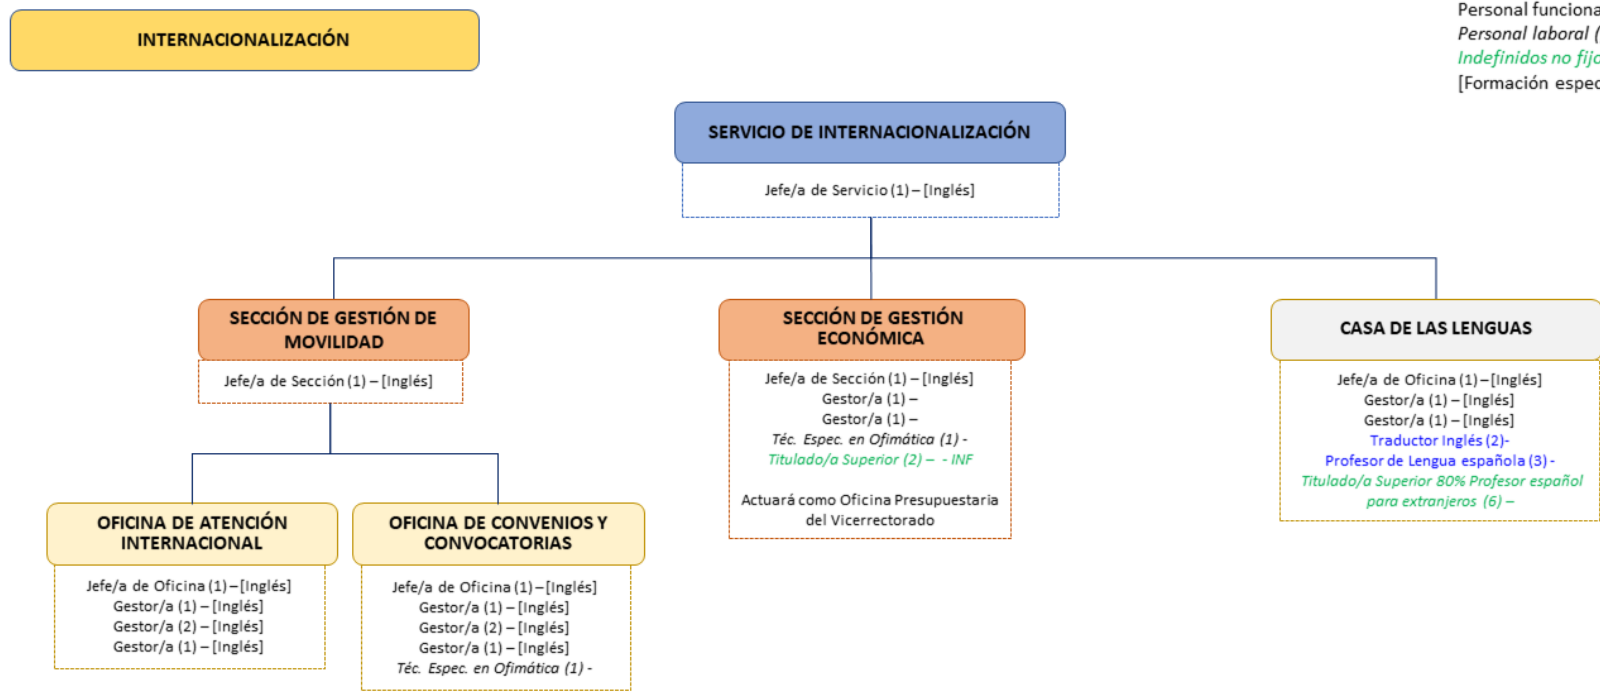 INTERNACIONALIZACIÓN
Personal funciona
Personal laboral (
Indefinidos no fijo
[Formación espec
SERVICIO DE INTERNACIONALIZACIÓN
Jefe/a de Servicio (1) – [Inglés]
SECCIÓN DE GESTIÓN DE
MOVILIDAD
Jefe/a de Sección (1) – [Inglés]
SECCIÓN DE GESTIÓN
ECONÓMICA
Jefe/a de Sección (1) – [Inglés]
Gestor/a (1) –
Gestor/a (1) –
Téc. Espec. en Ofimática (1) -
Titulado/a Superior (2) – - INF
Actuará como Oficina Presupuestaria
del Vicerrectorado
CASA DE LAS LENGUAS
Jefe/a de Oficina (1) – [Inglés]
Gestor/a (1) – [Inglés]
Gestor/a (1) – [Inglés]
Traductor Inglés (2)-
Profesor de Lengua española (3) -
Titulado/a Superior 80% Profesor español
para extranjeros (6) –
OFICINA DE ATENCIÓN
INTERNACIONAL
Jefe/a de Oficina (1) – [Inglés]
Gestor/a (1) – [Inglés]
Gestor/a (2) – [Inglés]
Gestor/a (1) – [Inglés]
OFICINA DE CONVENIOS Y
CONVOCATORIAS
Jefe/a de Oficina (1) – [Inglés]
Gestor/a (1) – [Inglés]
Gestor/a (2) – [Inglés]
Gestor/a (1) – [Inglés]
Téc. Espec. en Ofimática (1) -